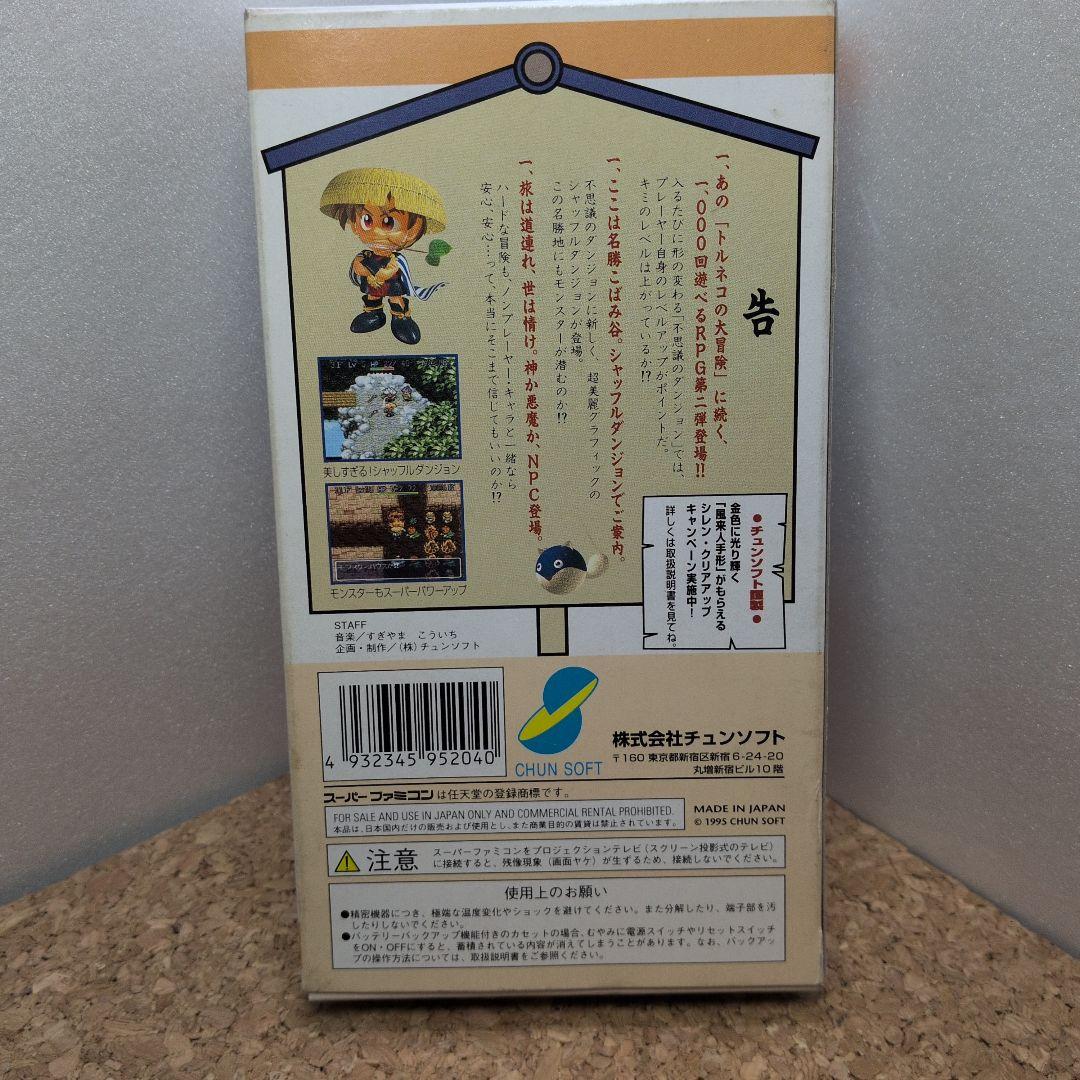 告
一、あの「トルネコの大冒険」に続く、
一、000回遊べるRPG第二弾登場!!
入るたびに形の変わる「不思議のダンジョン」では、
プレーヤー自身のレベルアップがポイントだ。
キミのレベルは上がっているか!?
一、ここは名勝こばみ谷。シャッフルダンジョンでご案内。
不思議のダンジョンに新しく、超美麗グラフィックの
シャッフルダンジョンが登場。
この名勝地にもモンスターが潜むのか!?
一、旅は道連れ、世は情け。神か悪魔か、NPC登場。
ハードな冒険も、ノンプレーヤー・キャラと一緒なら
安心、安心…って、本当にそこまで信じてもいいのか!?
美しすぎる!シャッフルダンジョン
モンスターもスーパーパワーアップ
●チュンソフト謹製●
金色に光り輝く
「風来人手形」がもらえる
シレン・クリアアップ
キャンペーン実施中!
詳しくは取扱説明書を見てね。
STAFF
音楽/すぎやま こういち
企画・制作/(株)チュンソフト
4 932345 952040
CHUN SOFT
株式会社チュンソフト
〒160 東京都新宿区新宿6-24-20
丸増新宿ビル10階
スーパーファミコンは任天堂の登録商標です。
FOR SALE AND USE IN JAPAN ONLY AND COMMERCIAL RENTAL PROHIBITED.
本品は、日本国内だけの販売および使用とし、また商業目的の賃貸は禁止されています。
MADE IN JAPAN
© 1995 CHUN SOFT
注意
スーパーファミコンをプロジェクションテレビ(スクリーン投影式のテレビ)
に接続すると、残像現象(画面ヤケ)が生ずるため、接続しないでください。
使用上のお願い
●精密機器につき、極端な温度変化やショックを避けてください。また分解したり、端子部を汚
したりしないでください。
●バッテリーバックアップ機能付きのカセットの場合、むやみに電源スイッチやリセットスイッチ
をON・OFFにすると、蓄積されている内容が消えてしまうことがあります。なお、バックアッ
プの操作方法については、取扱説明書をご覧ください。